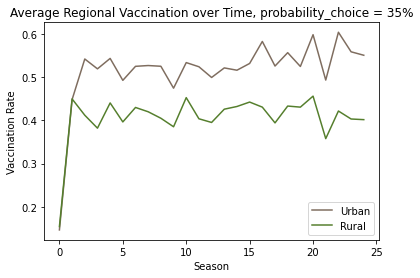 Average Regional Vaccination over Time, probability_choice = 35%
0.6
0.5
0.4
0.3
0.2
Vaccination Rate
0 5 10 15 20 25
Season
Urban
Rural